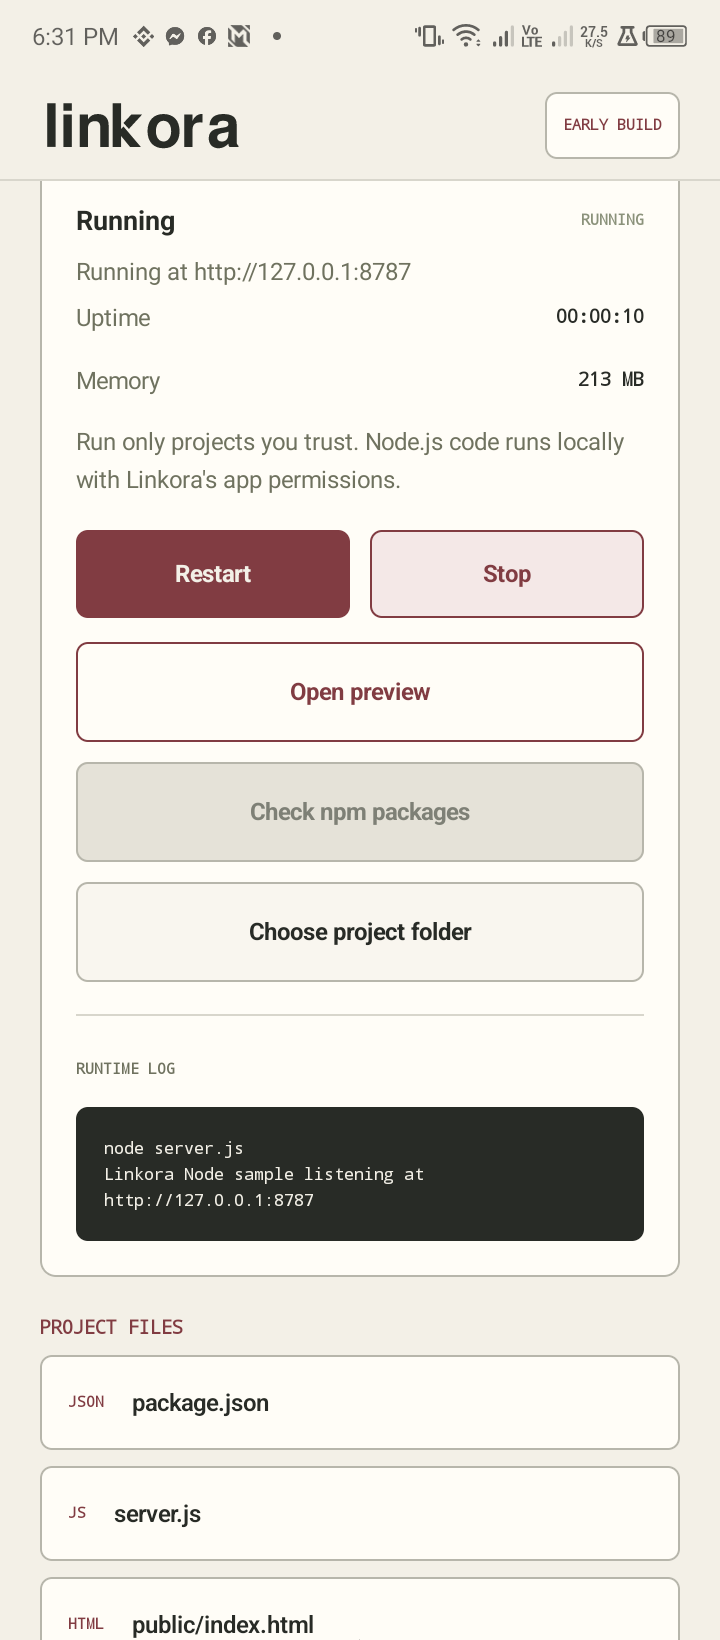 6:31 PM
Vo LTE 27.5 K/S 89
linkora
EARLY BUILD
Running
RUNNING
Running at http://127.0.0.1:8787
Uptime
00:00:10
Memory
213 MB
Run only projects you trust. Node.js code runs locally
with Linkora's app permissions.
Restart
Stop
Open preview
Check npm packages
Choose project folder
RUNTIME LOG
node server.js
Linkora Node sample listening at
http://127.0.0.1:8787
PROJECT FILES
JSON package.json
JS server.js
HTML public/index.html